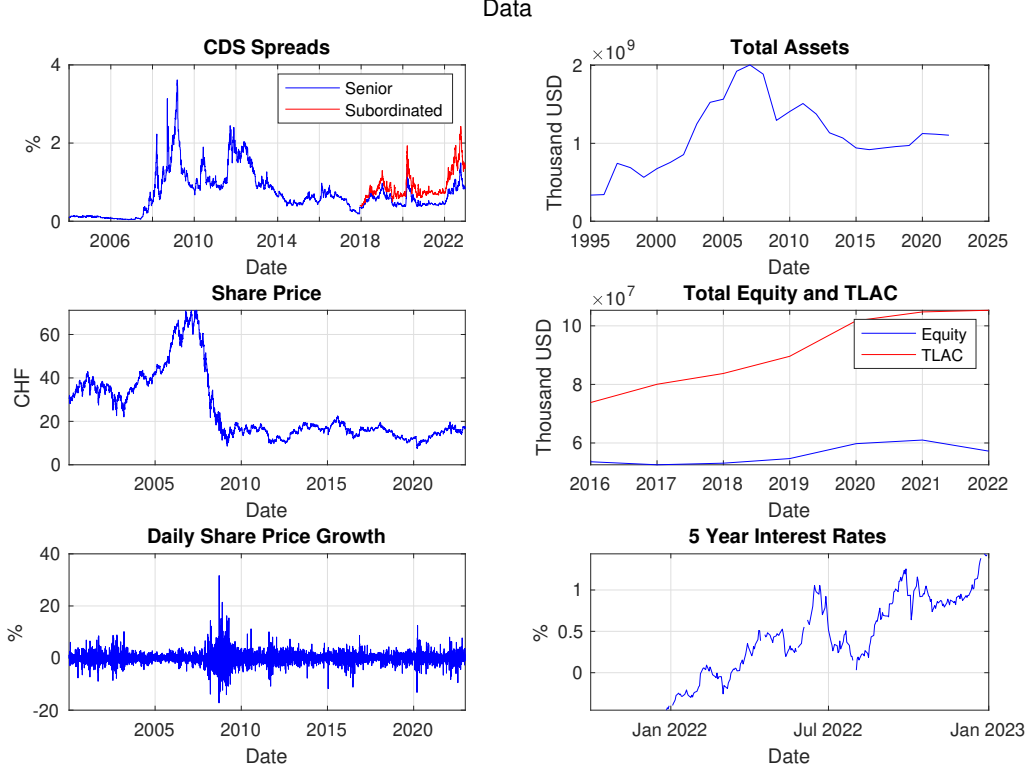 Data
CDS Spreads
Senior
Subordinated
%
4
2
0
2006 2010 2014 2018 2022
Date
Total Assets
×10^9
Thousand USD
2
1
0
1995 2000 2005 2010 2015 2020 2025
Date
Share Price
CHF
60
40
20
0
2005 2010 2015 2020
Date
Total Equity and TLAC
×10^7
Equity
TLAC
Thousand USD
10
8
6
2016 2017 2018 2019 2020 2021 2022
Date
Daily Share Price Growth
%
40
20
0
-20
2005 2010 2015 2020
Date
5 Year Interest Rates
%
1
0.5
0
Jan 2022 Jul 2022 Jan 2023
Date